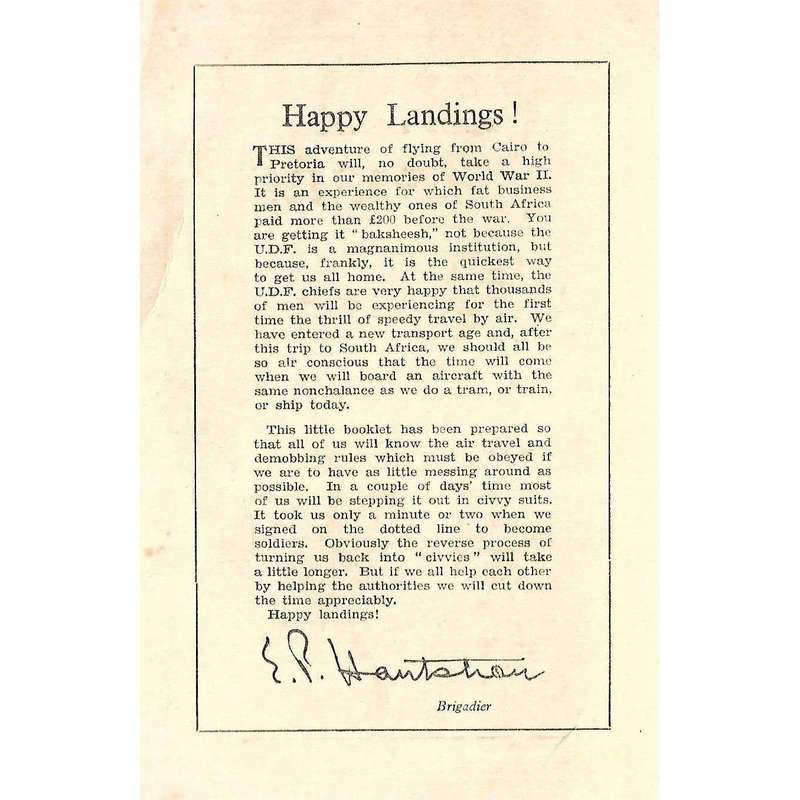 Happy Landings!
THIS adventure of flying from Cairo to
Pretoria will, no doubt, take a high
priority in our memories of World War II.
It is an experience for which fat business
men and the wealthy ones of South Africa
paid more than £200 before the war. You
are getting it "baksheesh," not because the
U.D.F. is a magnanimous institution, but
because, frankly, it is the quickest way
to get us all home. At the same time, the
U.D.F. chiefs are very happy that thousands
of men will be experiencing for the first
time the thrill of speedy travel by air. We
have entered a new transport age and, after
this trip to South Africa, we should all be
so air conscious that the time will come
when we will board an aircraft with the
same nonchalance as we do a tram, or train,
or ship today.
This little booklet has been prepared so
that all of us will know the air travel and
demobbing rules which must be obeyed if
we are to have as little messing around as
possible. In a couple of days' time most
of us will be stepping it out in civvy suits.
It took us only a minute or two when we
signed on the dotted line to become
soldiers. Obviously the reverse process of
turning us back into "civvies" will take
a little longer. But if we all help each other
by helping the authorities we will cut down
the time appreciably.
Happy landings!
E. P. Hartshorn
Brigadier